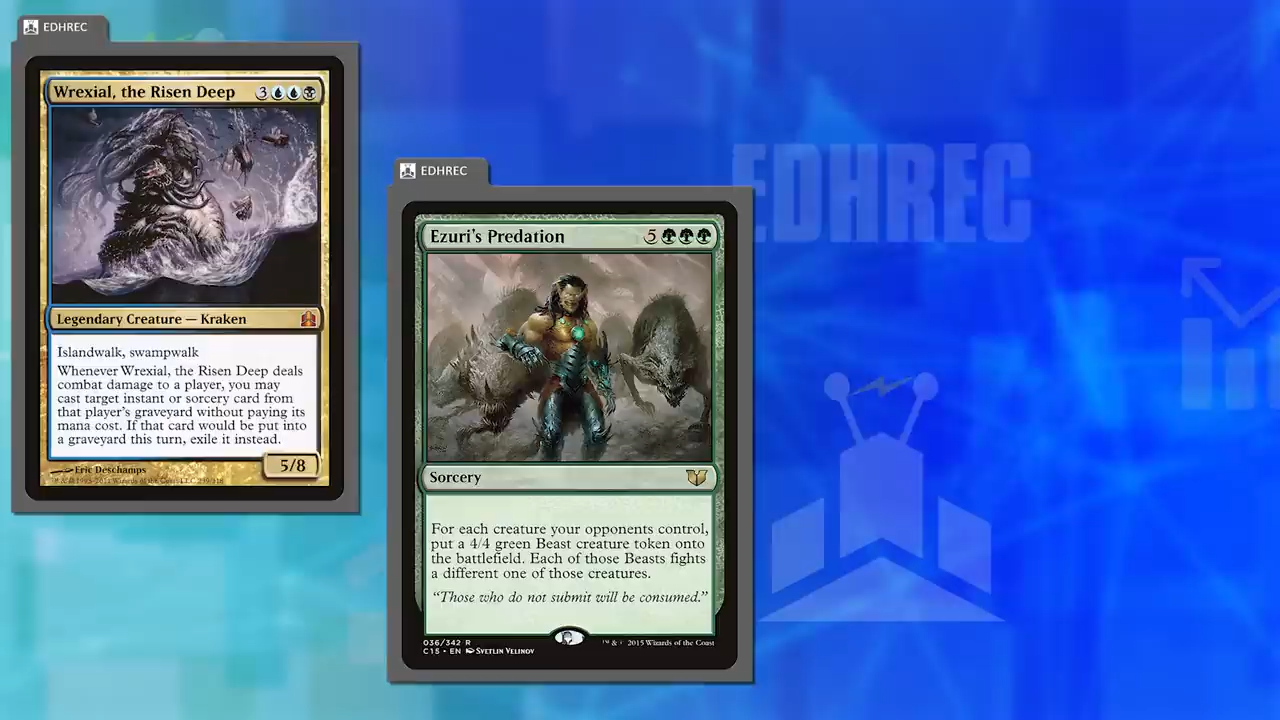 EDHREC
Wrexial, the Risen Deep 3
Legendary Creature — Kraken
Islandwalk, swampwalk
Whenever Wrexial, the Risen Deep deals
combat damage to a player, you may
cast target instant or sorcery card from
that player's graveyard without paying its
mana cost. If that card would be put into
a graveyard this turn, exile it instead.
5/8
Eric Deschamps
EDHREC
Ezuri's Predation 5
Sorcery
For each creature your opponents control,
put a 4/4 green Beast creature token onto
the battlefield. Each of those Beasts fights
a different one of those creatures.
"Those who do not submit will be consumed."
036/342 R
C15 • EN Svetlin Velinov
™ & © 2015 Wizards of the Coast
EDHREC